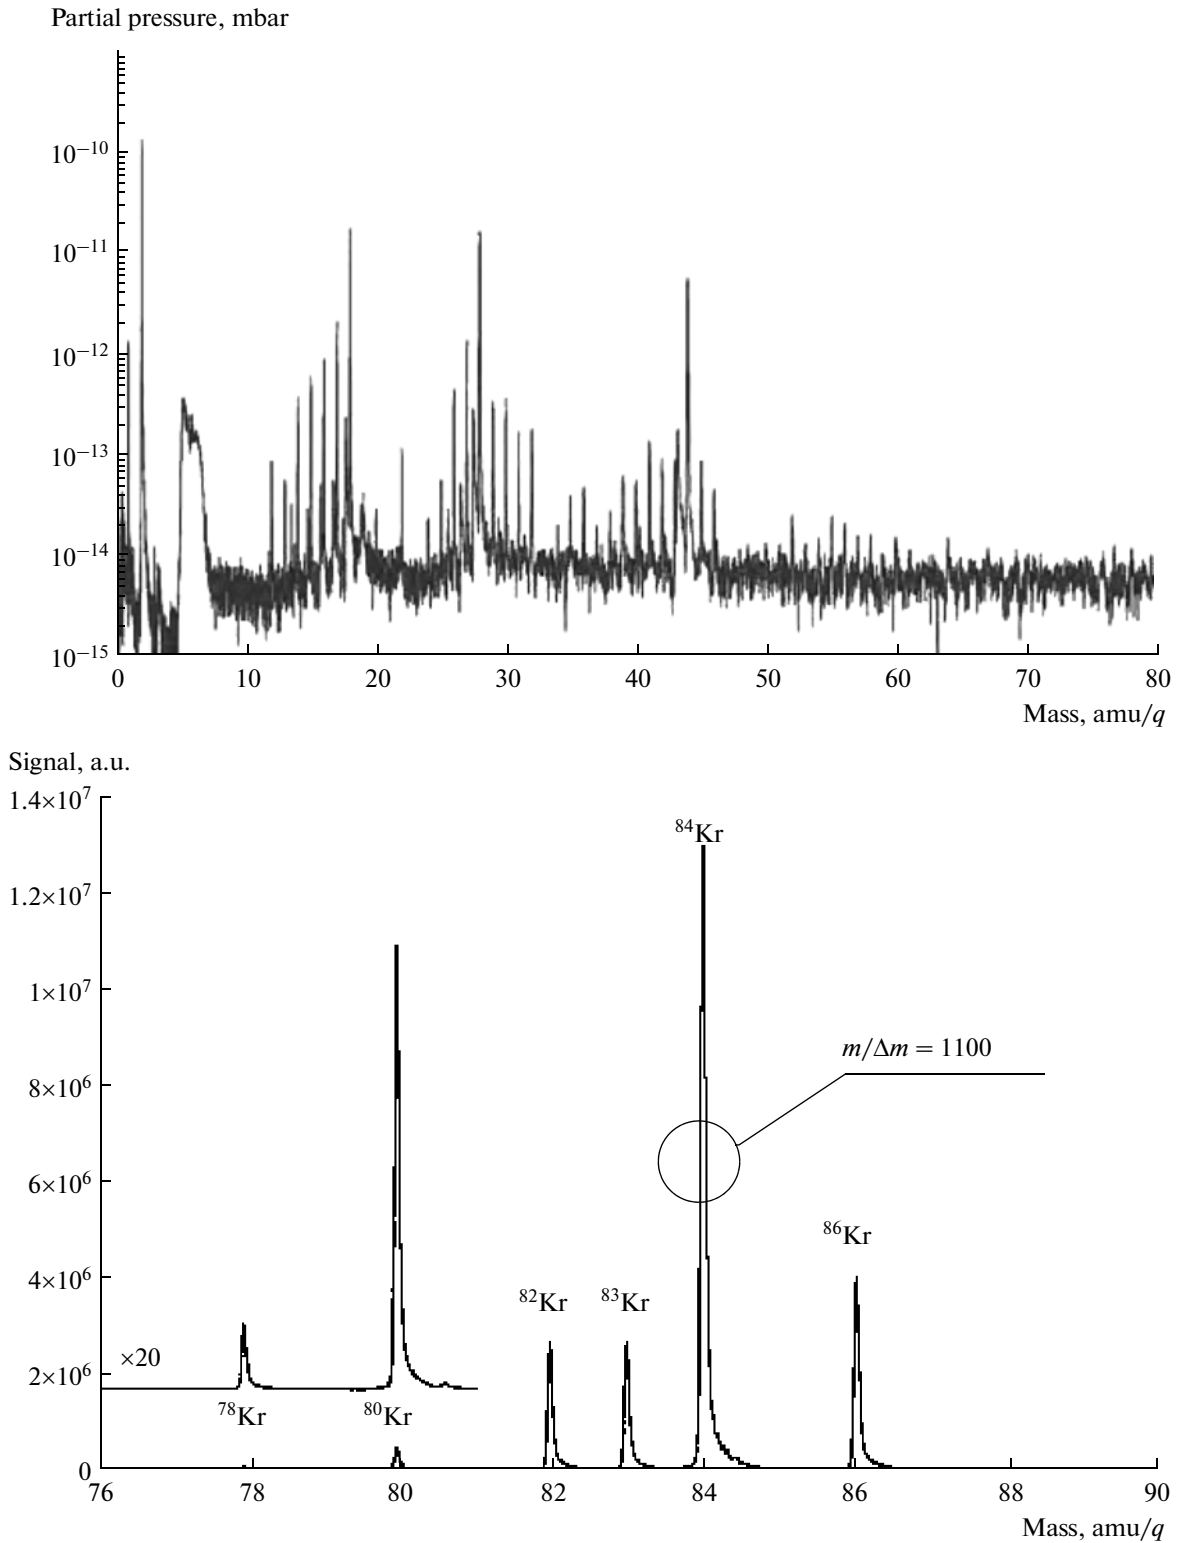 Partial pressure, mbar
10⁻¹⁰
10⁻¹¹
10⁻¹²
10⁻¹³
10⁻¹⁴
10⁻¹⁵
0 10 20 30 40 50 60 70 80
Mass, amu/q
Signal, a.u.
1.4×10⁷
⁸⁴Kr
1.2×10⁷
1×10⁷
m/Δm = 1100
8×10⁶
6×10⁶
⁸⁶Kr
4×10⁶
⁸²Kr ⁸³Kr
×20
2×10⁶
⁷⁸Kr ⁸⁰Kr
0
76 78 80 82 84 86 88 90
Mass, amu/q